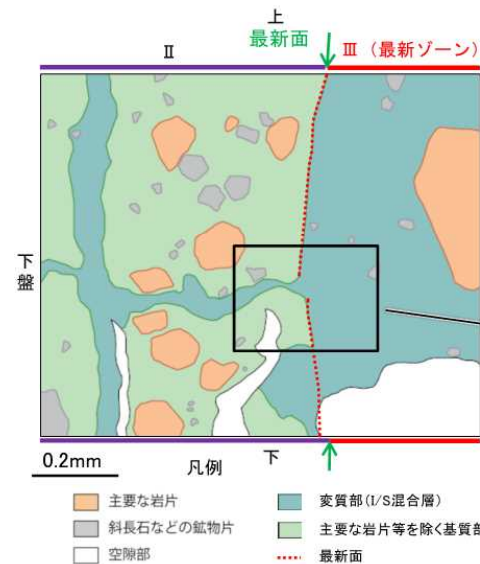 上
最新面
Ⅱ
Ⅲ（最新ゾーン）
下盤
0.2mm
凡例
下
主要な岩片
斜長石などの鉱物片
空隙部
変質部(I/S混合層)
主要な岩片等を除く基質部
最新面